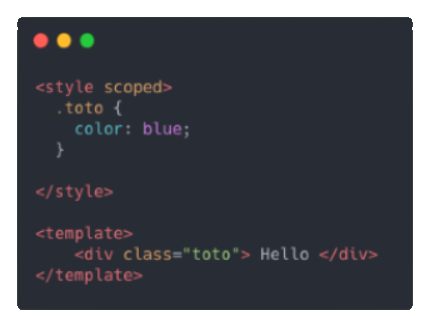 <style scoped>
  .toto {
    color: blue;
  }

</style>

<template>
    <div class="toto"> Hello </div>
</template>